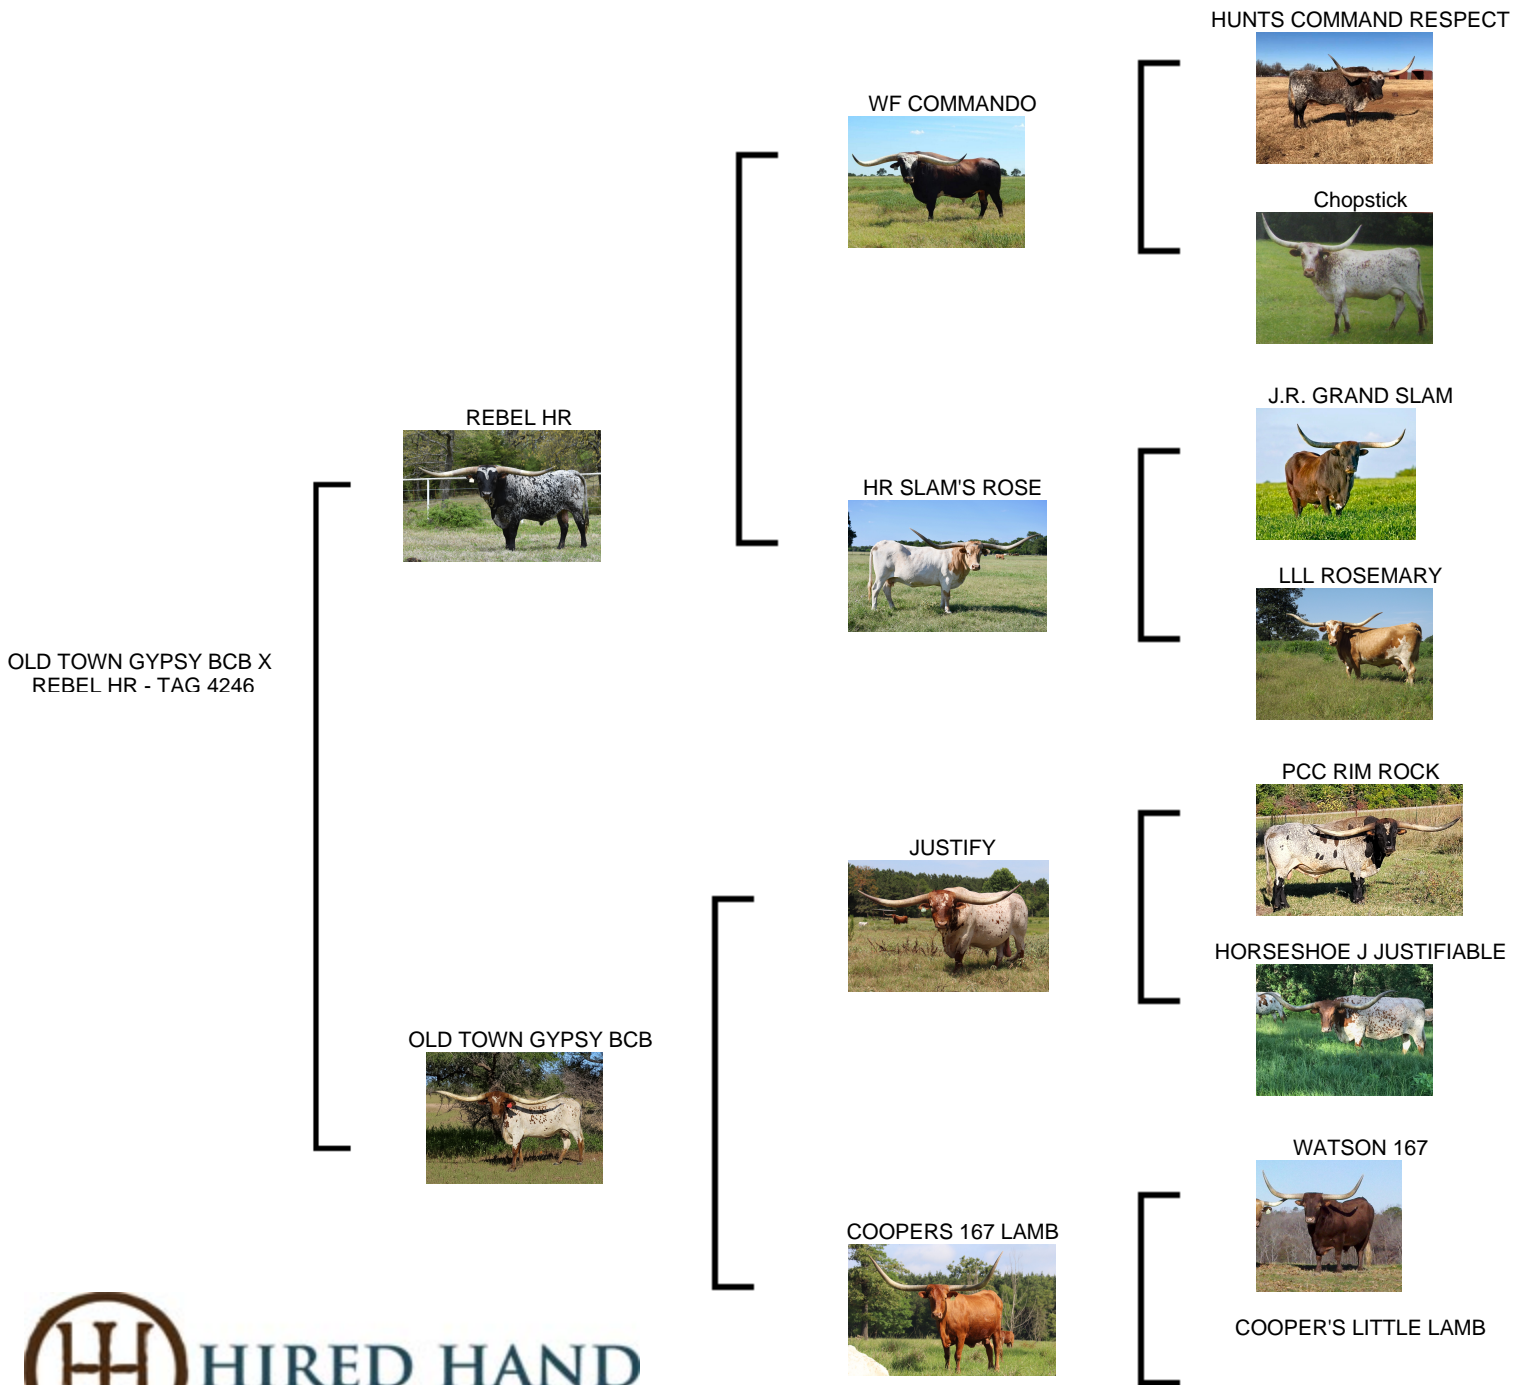 HUNTS COMMAND RESPECT
WF COMMANDO
Chopstick
J.R. GRAND SLAM
REBEL HR
HR SLAM'S ROSE
LLL ROSEMARY
OLD TOWN GYPSY BCB X
REBEL HR - TAG 4246
PCC RIM ROCK
JUSTIFY
HORSESHOE J JUSTIFIABLE
OLD TOWN GYPSY BCB
WATSON 167
COOPERS 167 LAMB
COOPER'S LITTLE LAMB
HIRED HAND